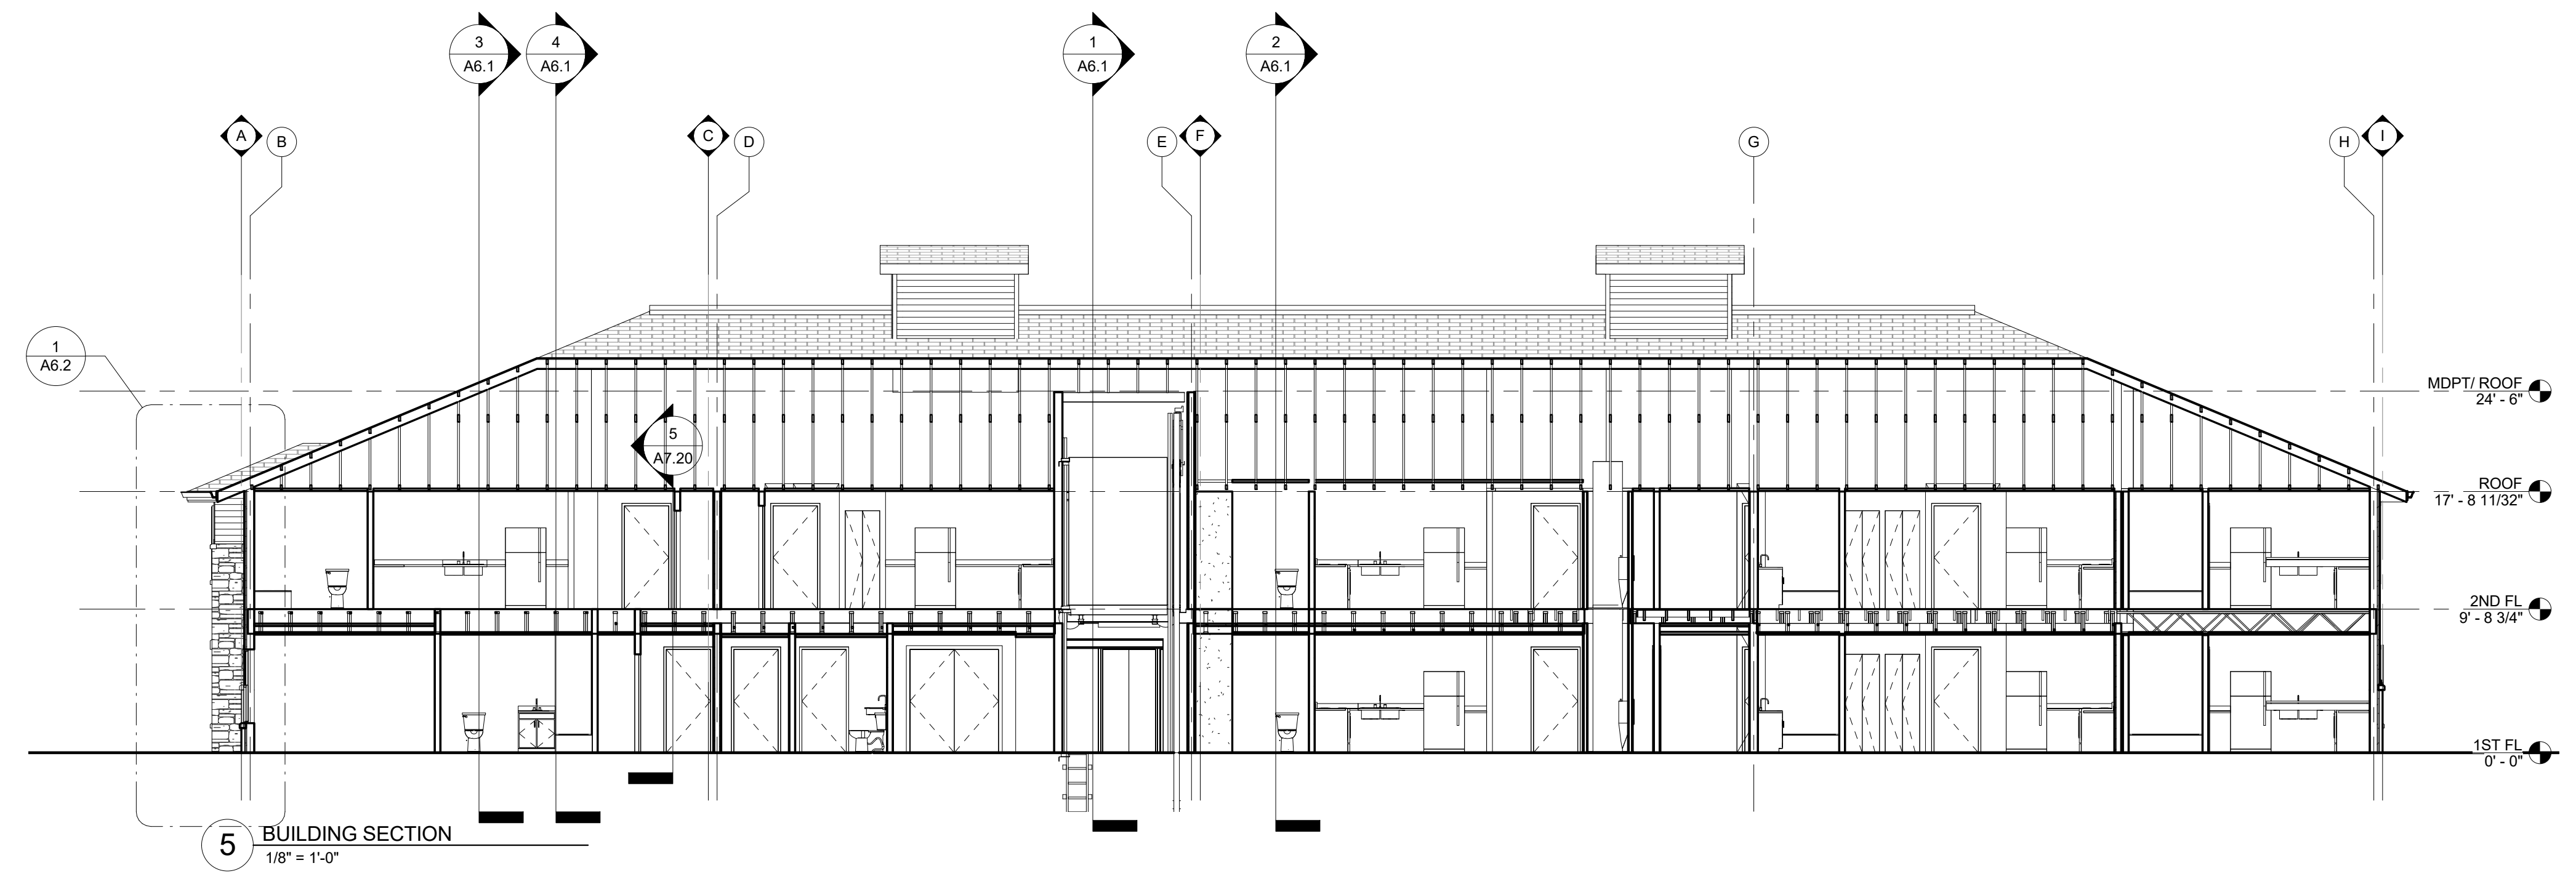 3
A6.1
4
A6.1
1
A6.1
2
A6.1
A
B
C
D
E
F
G
H
I
1
A6.2
MDPT/ ROOF
24' - 6"
5
A7.20
ROOF
17' - 8 11/32"
2ND FL
9' - 8 3/4"
1ST FL
0' - 0"
5
BUILDING SECTION
1/8" = 1'-0"